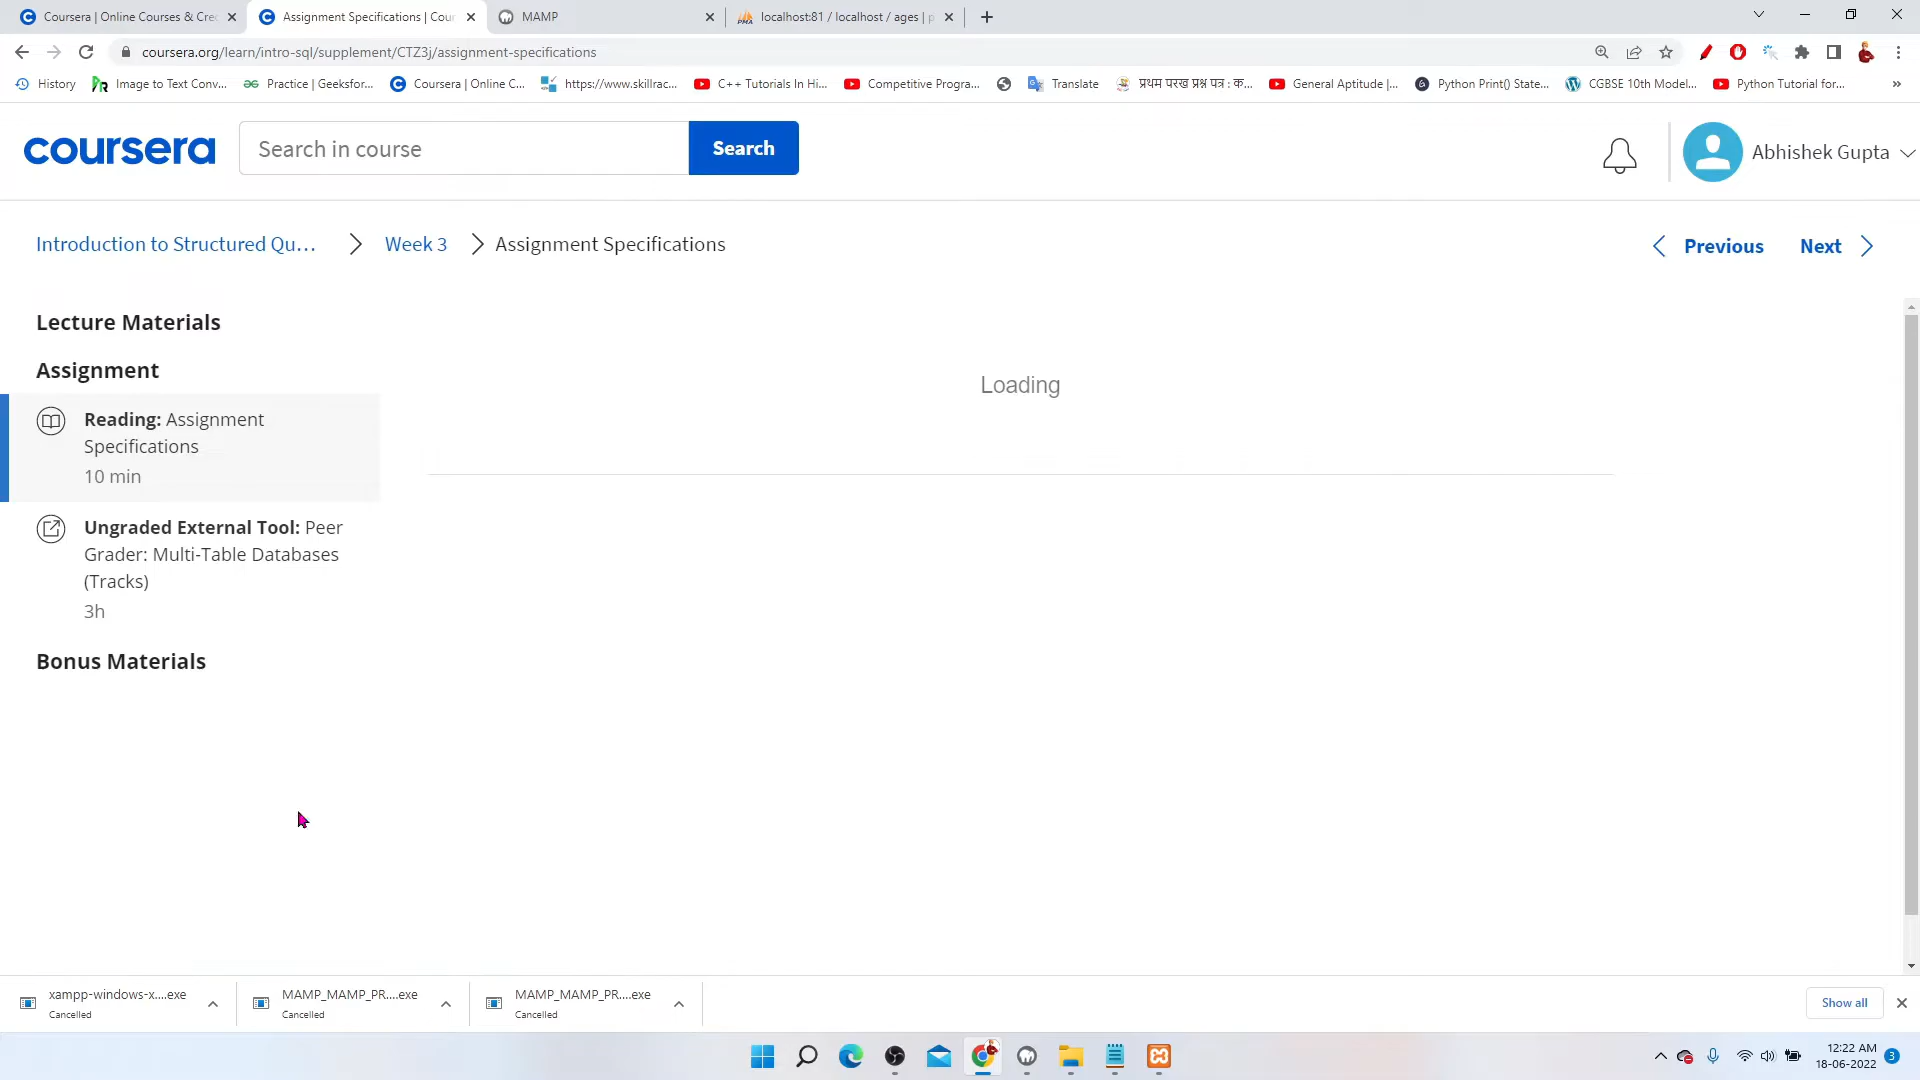 Coursera | Online Courses & Cre
Assignment Specifications | Cour
MAMP
localhost:81 / localhost / ages | p
coursera.org/learn/intro-sql/supplement/CTZ3j/assignment-specifications
History
Image to Text Conv...
Practice | Geeksfor...
Coursera | Online C...
https://www.skillrac...
C++ Tutorials In Hi...
Competitive Progra...
Translate
प्रथम परख प्रश्न पत्र : क...
General Aptitude |...
Python Print() State...
CGBSE 10th Model...
Python Tutorial for...
»
coursera
Search in course
Search
Abhishek Gupta
Introduction to Structured Qu...
Week 3
Assignment Specifications
Previous
Next
Lecture Materials
Assignment
Reading: Assignment
Specifications
10 min
Ungraded External Tool: Peer
Grader: Multi-Table Databases
(Tracks)
3h
Bonus Materials
Loading
xampp-windows-x....exe
Cancelled
MAMP_MAMP_PR....exe
Cancelled
MAMP_MAMP_PR....exe
Cancelled
Show all
12:22 AM
18-06-2022
3